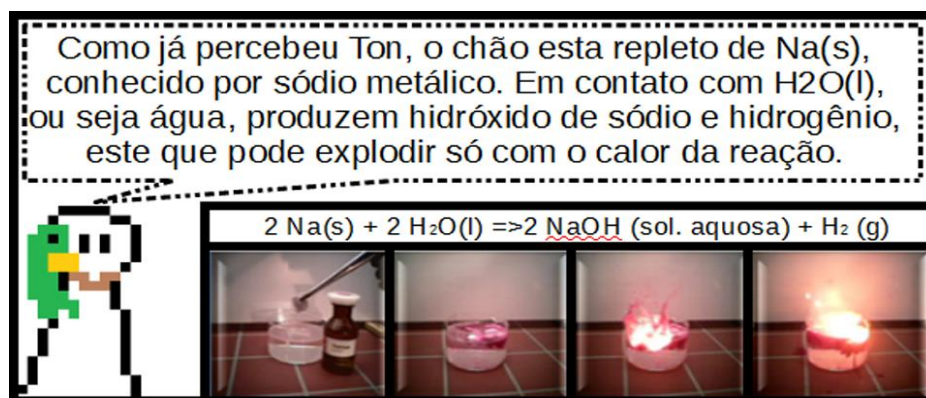 Como já percebeu Ton, o chão esta repleto de Na(s),
conhecido por sódio metálico. Em contato com H2O(l),
ou seja água, produzem hidróxido de sódio e hidrogênio,
este que pode explodir só com o calor da reação.
2 Na(s) + 2 H₂O(l) =>2 NaOH (sol. aquosa) + H₂ (g)